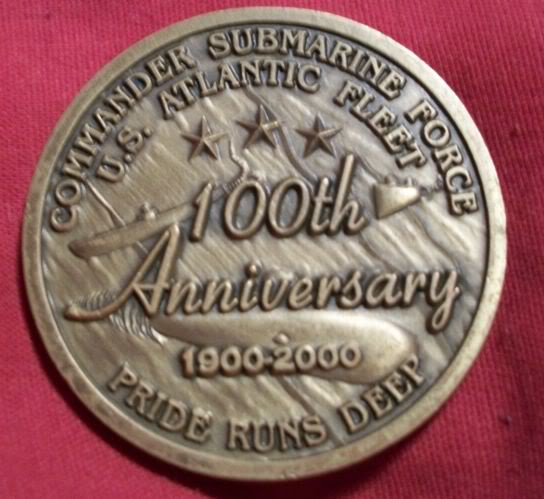 COMMANDER SUBMARINE FORCE
U.S. ATLANTIC FLEET
100th
Anniversary
1900-2000
PRIDE RUNS DEEP